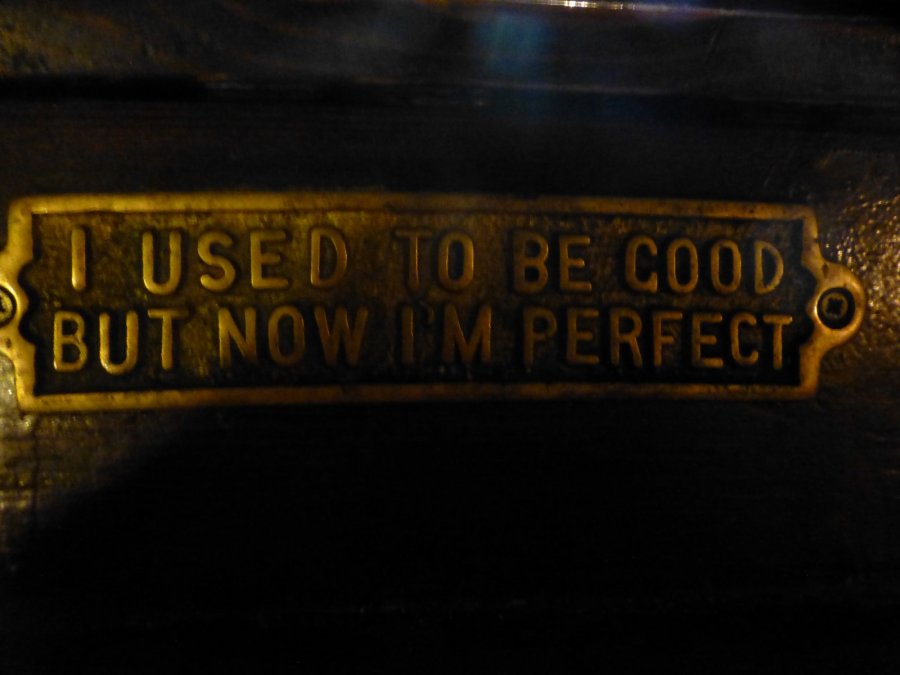 I USED TO BE GOOD
BUT NOW I'M PERFECT